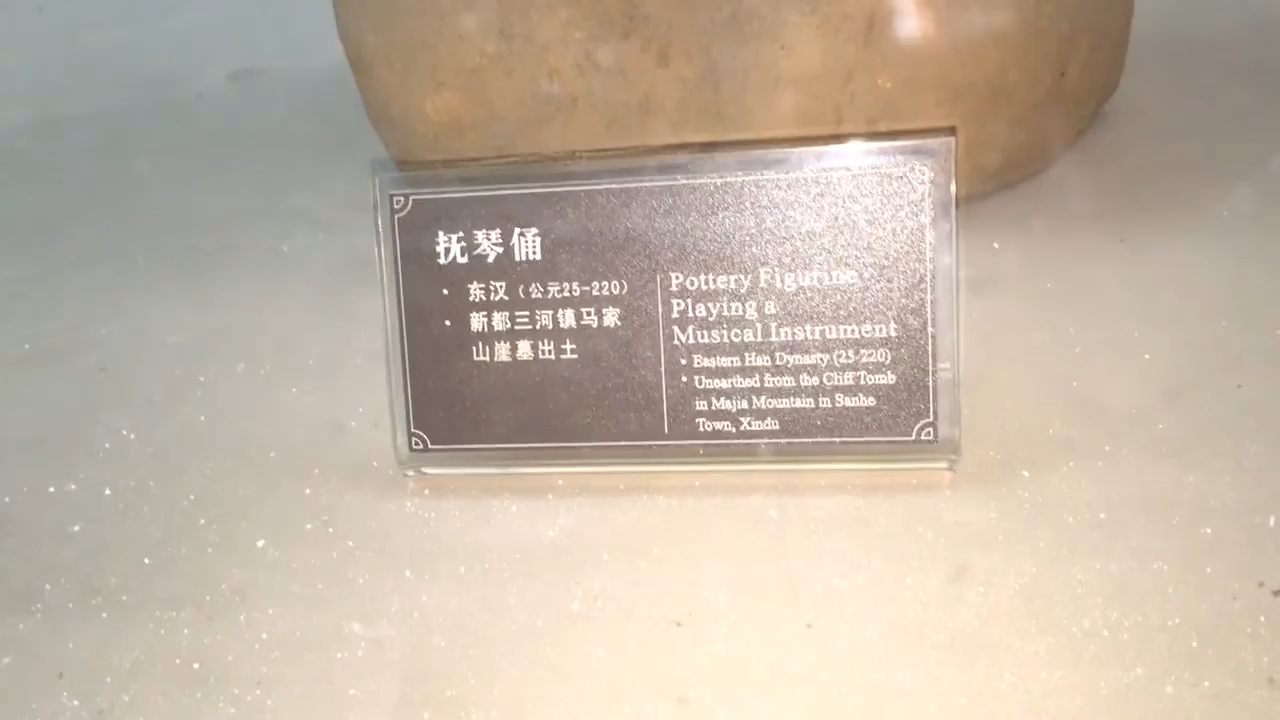 抚琴俑
• 东汉（公元25-220）
• 新都三河镇马家
山崖墓出土
Pottery Figurine
Playing a
Musical Instrument
• Eastern Han Dynasty (25-220)
• Unearthed from the Cliff Tomb
in Majia Mountain in Sanhe
Town, Xindu